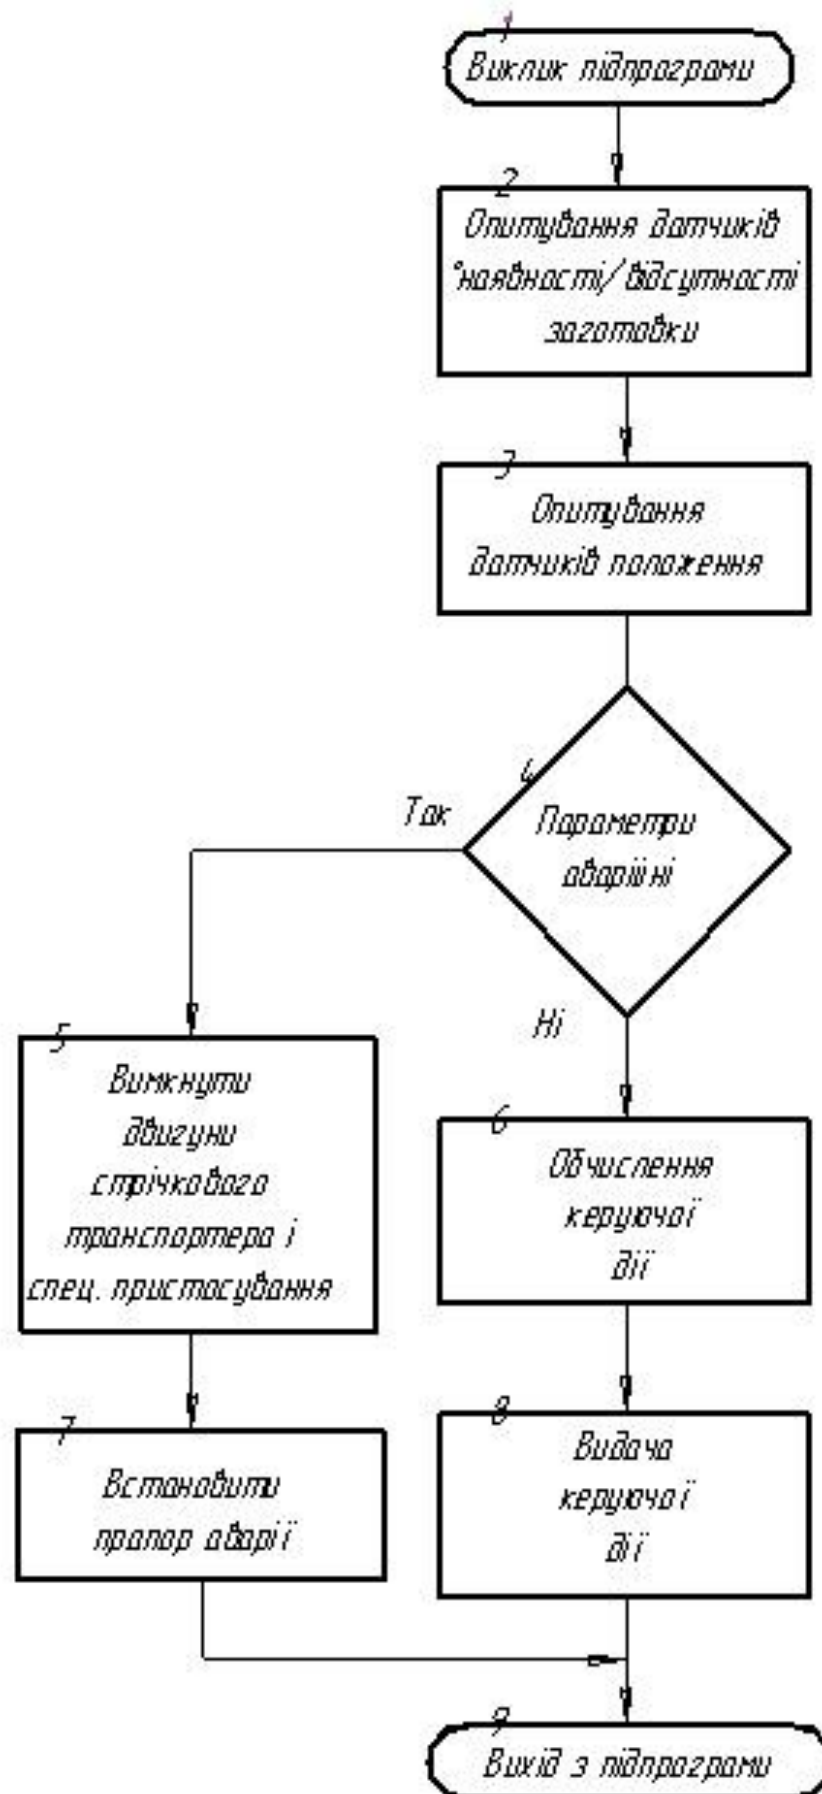 1
Виклик підпрограми
2
Опитування датчиків
"наявності/відсутності
заготовки
3
Опитування
датчиків положення
4
Так
Параметри
аварійні
Ні
5
Вимкнути
двигуни
стрічкового
транспортера і
спец. пристосування
6
Обчислення
керуючої
дії
7
Встановити
прапор аварії
8
Видача
керуючої
дії
9
Вихід з підпрограми